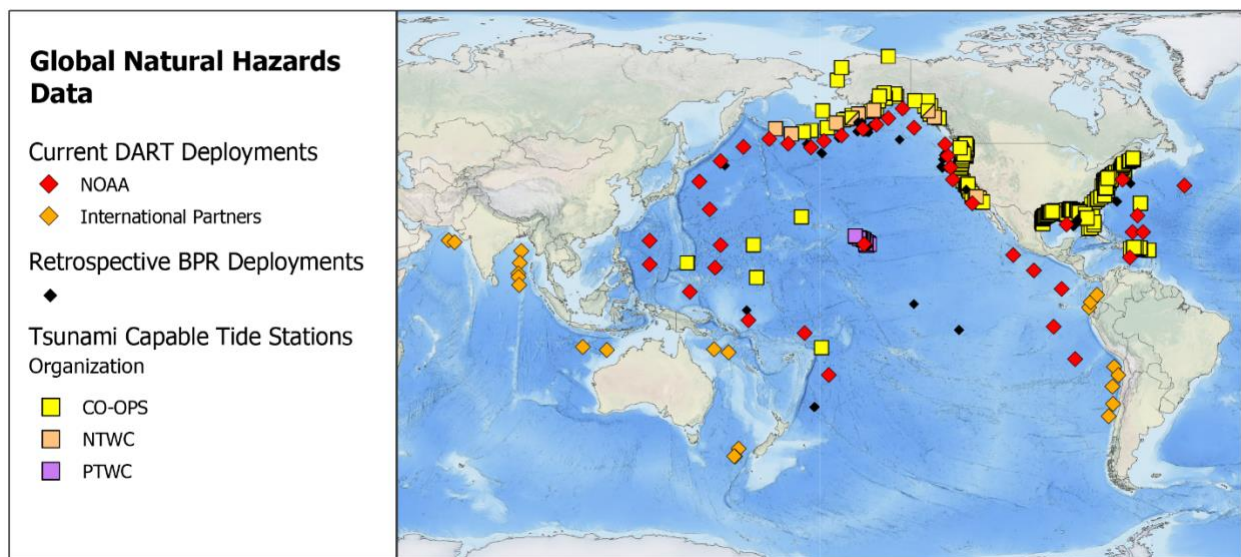 Global Natural Hazards
Data
Current DART Deployments
NOAA
International Partners
Retrospective BPR Deployments
Tsunami Capable Tide Stations
Organization
CO-OPS
NTWC
PTWC